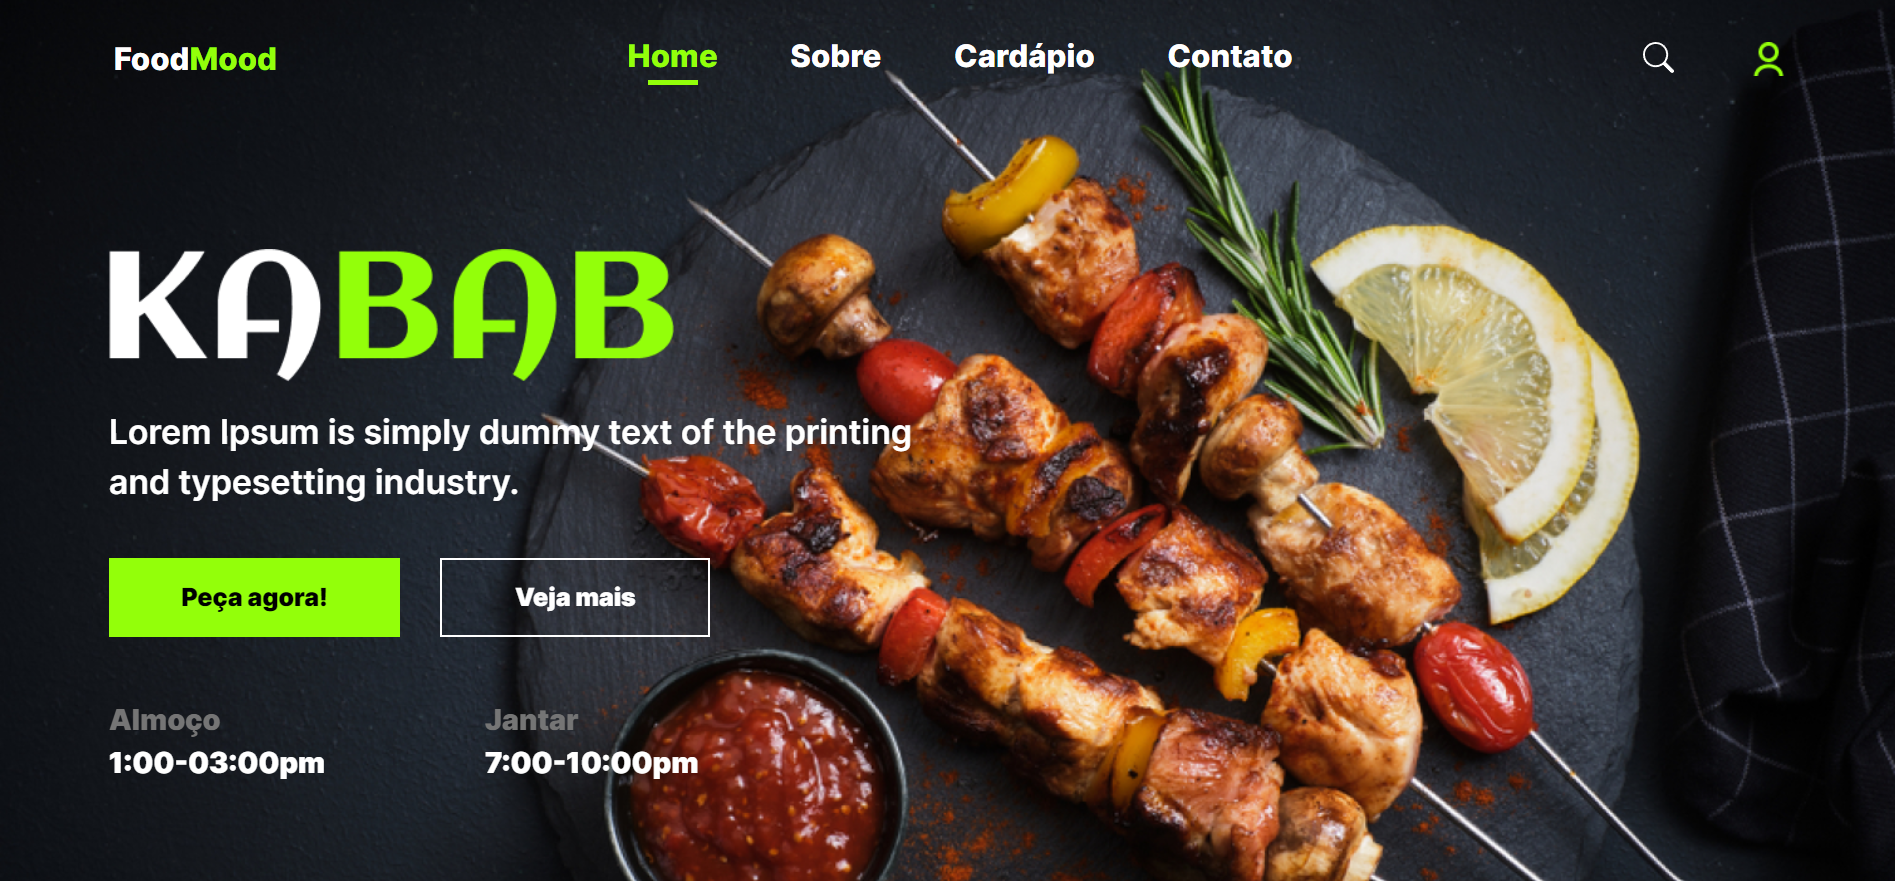 FoodMood
Home Sobre Cardápio Contato
KABAB
Lorem Ipsum is simply dummy text of the printing
and typesetting industry.
Peça agora! Veja mais
Almoço Jantar
1:00-03:00pm 7:00-10:00pm